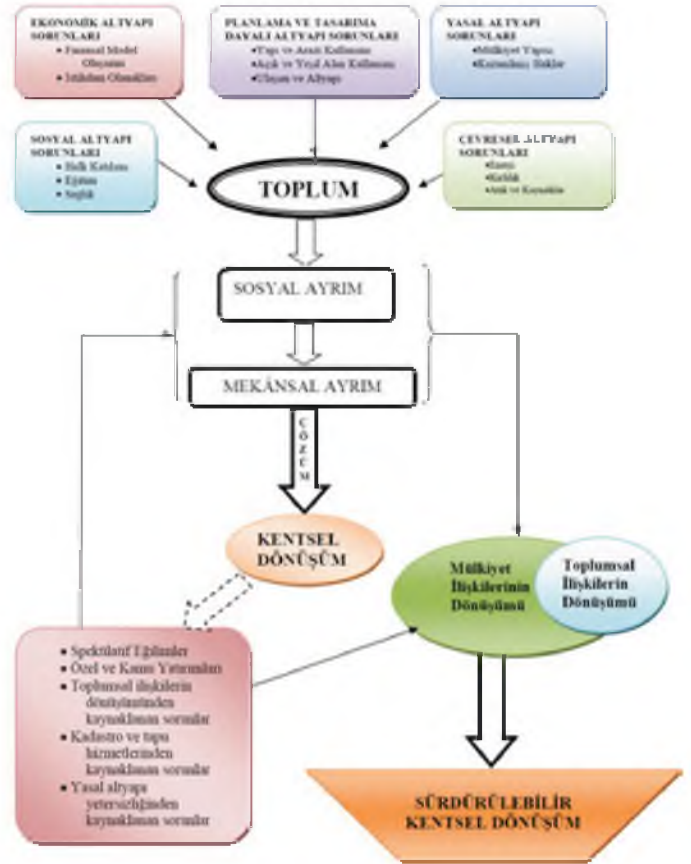 EKONOMİK ALTYAPI
SORUNLARI
• Finansal Model
Oluşumu
• İstihdam Olanakları
PLANLAMA VE TASARIMA
DAYALI ALTYAPI SORUNLARI
•Yapı ve Arazi Kullanımı
•Açık ve Yeşil Alan Kullanımı
•Ulaşım ve Altyapı
YASAL ALTYAPI
SORUNLARI
•Mülkiyet Yapısı
•Kazanılmış Haklar
SOSYAL ALTYAPI
SORUNLARI
• Halk Katılımı
• Eğitim
• Sağlık
ÇEVRESEL ALTYAPI
SORUNLARI
•Enerji
•Kirlilik
•Atık ve
TOPLUM
SOSYAL AYRIM
MEKÂNSAL AYRIM
ÇÖZÜM
KENTSEL
DÖNÜŞÜM
Mülkiyet
İlişkilerinin
Dönüşümü
Toplumsal
İlişkilerin
Dönüşümü
• Spekülatif Eğilimler
• Özel ve Kamu Yatırımları
• Toplumsal ilişkilerin
dönüşümünden
kaynaklanan sorunlar
• Kadastro ve tapu
hizmetlerinden
kaynaklanan sorunlar
• Yasal altyapı
yetersizliğinden
kaynaklanan sorunlar
SÜRDÜRÜLEBİLİR
KENTSEL DÖNÜŞÜM